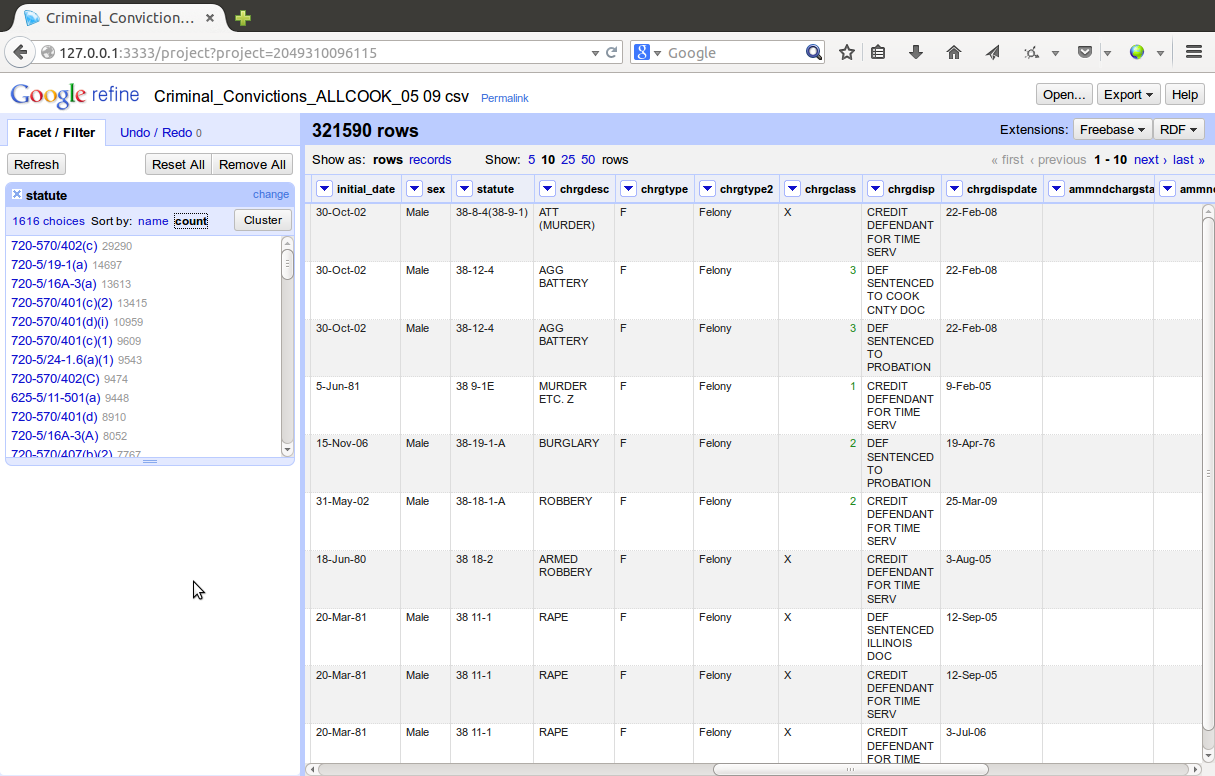 Criminal_Conviction...
127.0.0.1:3333/project?project=2049310096115
Google
Google refine Criminal_Convictions_ALLCOOK_05 09 csv Permalink
Open... Export Help
Facet / Filter Undo / Redo 0
Refresh Reset All Remove All
statute change
1616 choices Sort by: name count Cluster
720-570/402(c) 29290
720-5/19-1(a) 14697
720-5/16A-3(a) 13613
720-570/401(c)(2) 13415
720-570/401(d)(i) 10959
720-570/401(c)(1) 9609
720-5/24-1.6(a)(1) 9543
720-570/402(C) 9474
625-5/11-501(a) 9448
720-570/401(d) 8910
720-5/16A-3(A) 8052
720-570/407(b)(2) 7767
321590 rows
Extensions: Freebase RDF
Show as: rows records Show: 5 10 25 50 rows
« first ‹ previous 1 - 10 next › last »
initial_date sex statute chrgdesc chrgtype chrgtype2 chrgclass chrgdisp chrgdispdate ammndchargsta ammn
30-Oct-02 Male 38-8-4(38-9-1) ATT F Felony X CREDIT 22-Feb-08
(MURDER) DEFENDANT
FOR TIME
SERV
30-Oct-02 Male 38-12-4 AGG F Felony 3 DEF 22-Feb-08
BATTERY SENTENCED
TO COOK
CNTY DOC
30-Oct-02 Male 38-12-4 AGG F Felony 3 DEF 22-Feb-08
BATTERY SENTENCED
TO
PROBATION
5-Jun-81 38 9-1E MURDER F Felony 1 CREDIT 9-Feb-05
ETC. Z DEFENDANT
FOR TIME
SERV
15-Nov-06 Male 38-19-1-A BURGLARY F Felony 2 DEF 19-Apr-76
SENTENCED
TO
PROBATION
31-May-02 Male 38-18-1-A ROBBERY F Felony 2 CREDIT 25-Mar-09
DEFENDANT
FOR TIME
SERV
18-Jun-80 Male 38 18-2 ARMED F Felony X CREDIT 3-Aug-05
ROBBERY DEFENDANT
FOR TIME
SERV
20-Mar-81 Male 38 11-1 RAPE F Felony X DEF 12-Sep-05
SENTENCED
ILLINOIS
DOC
20-Mar-81 Male 38 11-1 RAPE F Felony X CREDIT 12-Sep-05
DEFENDANT
FOR TIME
SERV
20-Mar-81 Male 38 11-1 RAPE F Felony X CREDIT 3-Jul-06
DEFENDANT
FOR TIME